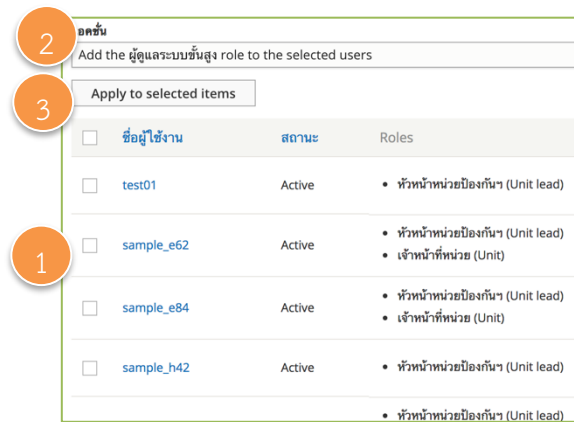 2
อคชั่น
Add the ผู้ดูแลระบบขั้นสูง role to the selected users
3
Apply to selected items
ชื่อผู้ใช้งาน สถานะ Roles
test01 Active • หัวหน้าหน่วยป้องกันฯ (Unit lead)
1
sample_e62 Active • หัวหน้าหน่วยป้องกันฯ (Unit lead)
• เจ้าหน้าที่หน่วย (Unit)
sample_e84 Active • หัวหน้าหน่วยป้องกันฯ (Unit lead)
• เจ้าหน้าที่หน่วย (Unit)
sample_h42 Active • หัวหน้าหน่วยป้องกันฯ (Unit lead)
• หัวหน้าหน่วยป้องกันฯ (Unit lead)